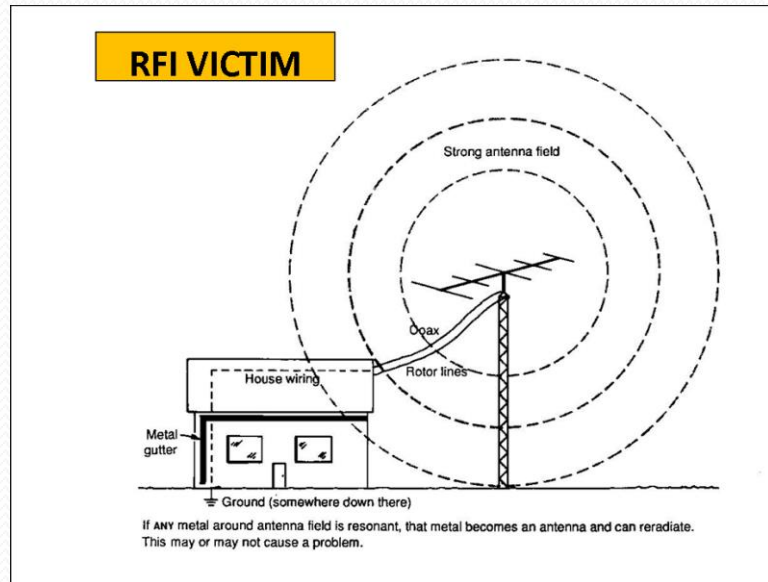 RFI VICTIM
Strong antenna field
Coax
Rotor lines
House wiring
Metal
gutter
Ground (somewhere down there)
If ANY metal around antenna field is resonant, that metal becomes an antenna and can reradiate.
This may or may not cause a problem.